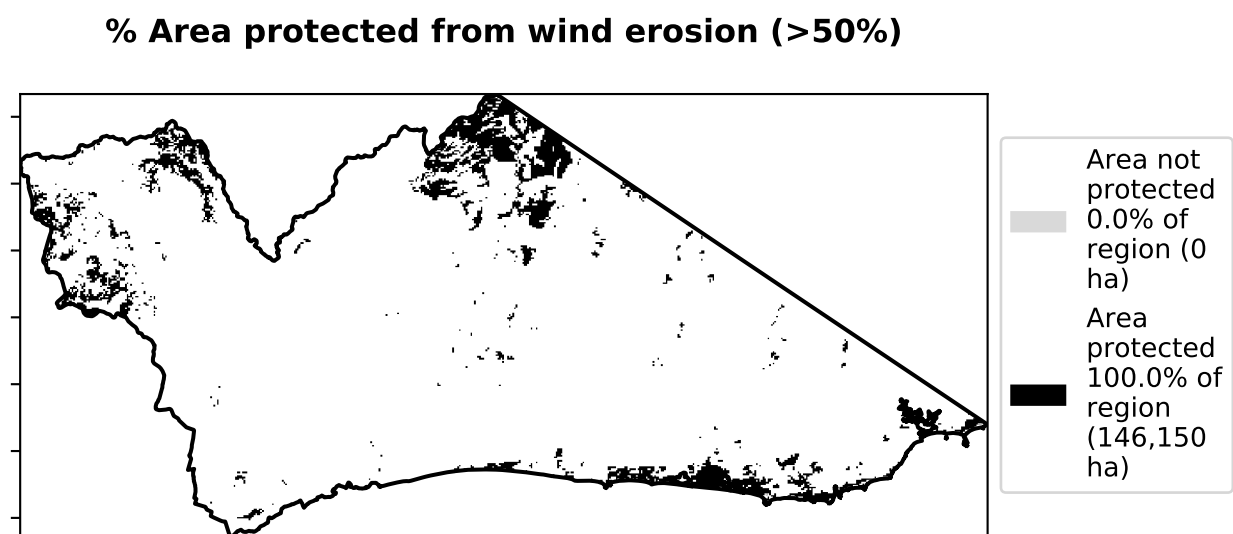 % Area protected from wind erosion (>50%)
Area not
protected
0.0% of
region (0
ha)
Area
protected
100.0% of
region
(146,150
ha)